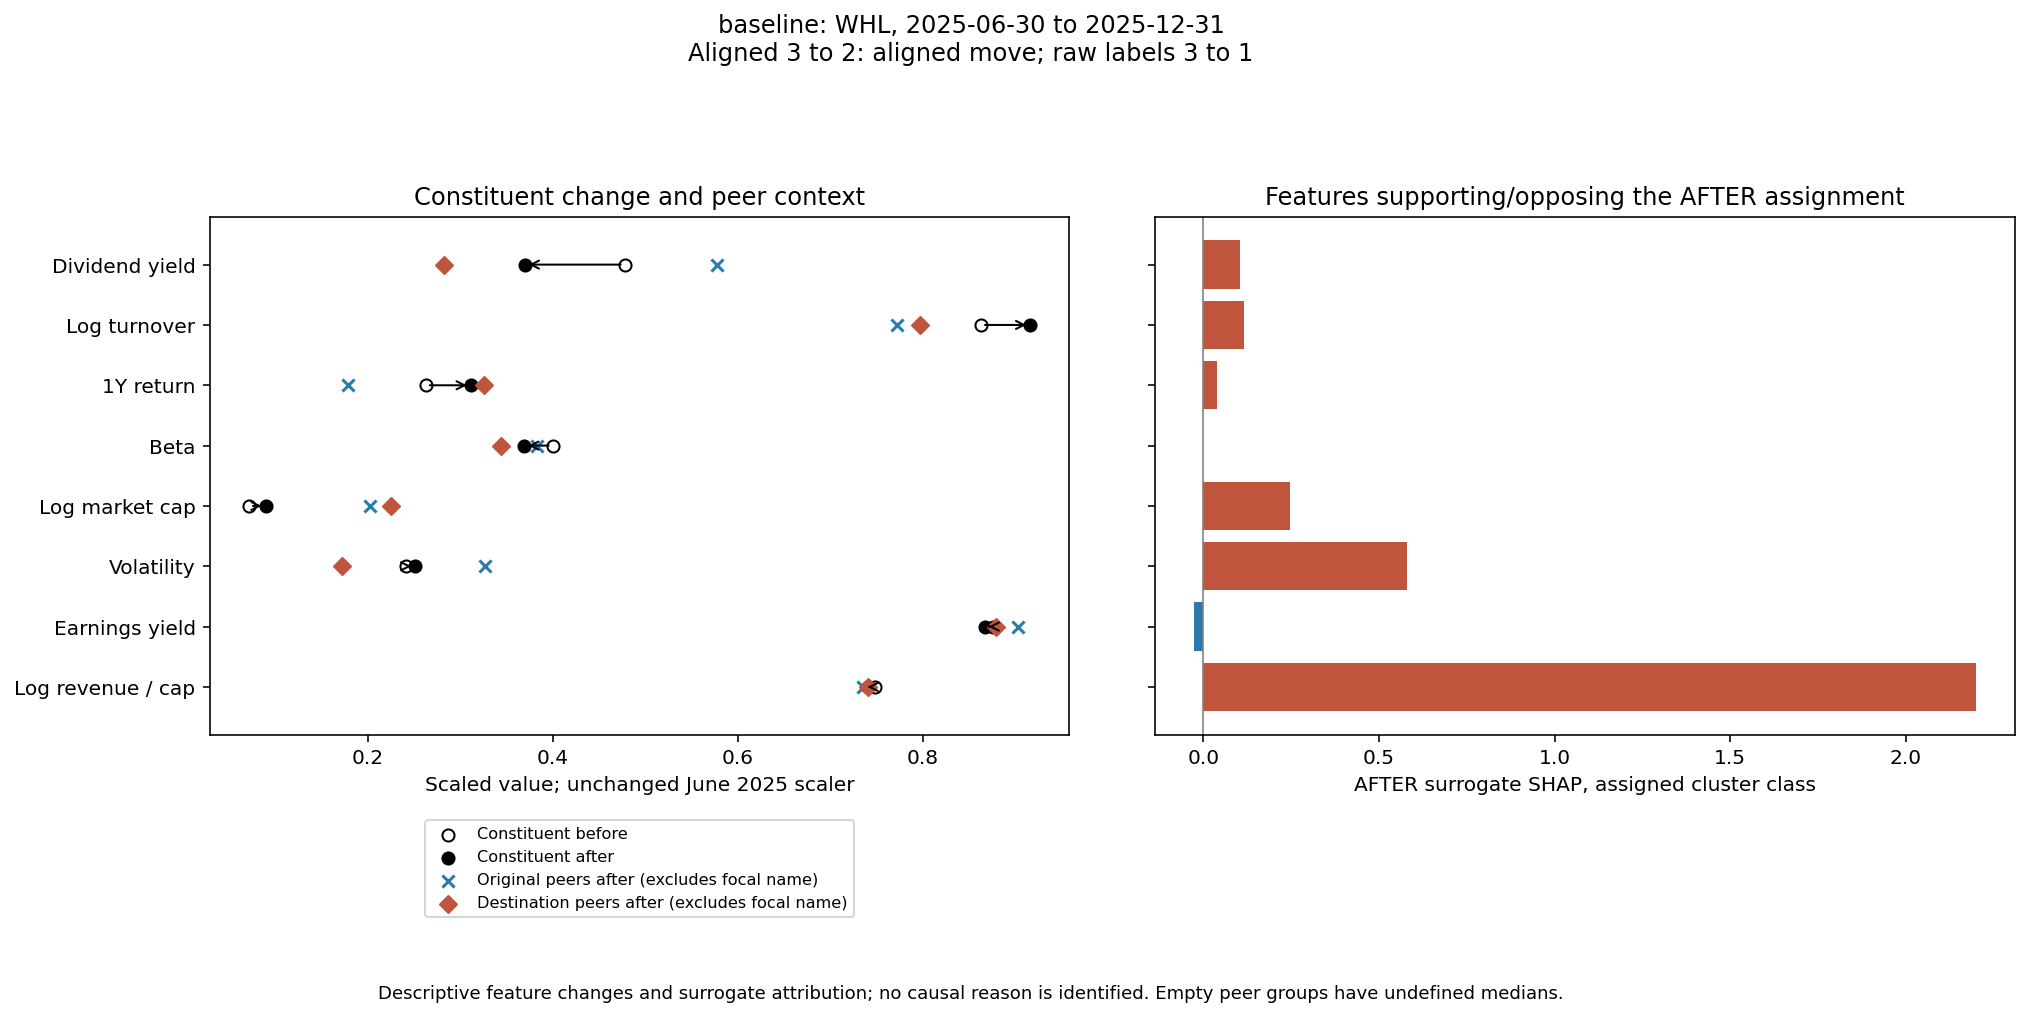 baseline: WHL, 2025-06-30 to 2025-12-31
Aligned 3 to 2: aligned move; raw labels 3 to 1
Constituent change and peer context
Dividend yield
Log turnover
1Y return
Beta
Log market cap
Volatility
Earnings yield
Log revenue / cap
0.2 0.4 0.6 0.8
Scaled value; unchanged June 2025 scaler
Constituent before
Constituent after
Original peers after (excludes focal name)
Destination peers after (excludes focal name)
Features supporting/opposing the AFTER assignment
0.0 0.5 1.0 1.5 2.0
AFTER surrogate SHAP, assigned cluster class
Descriptive feature changes and surrogate attribution; no causal reason is identified. Empty peer groups have undefined medians.